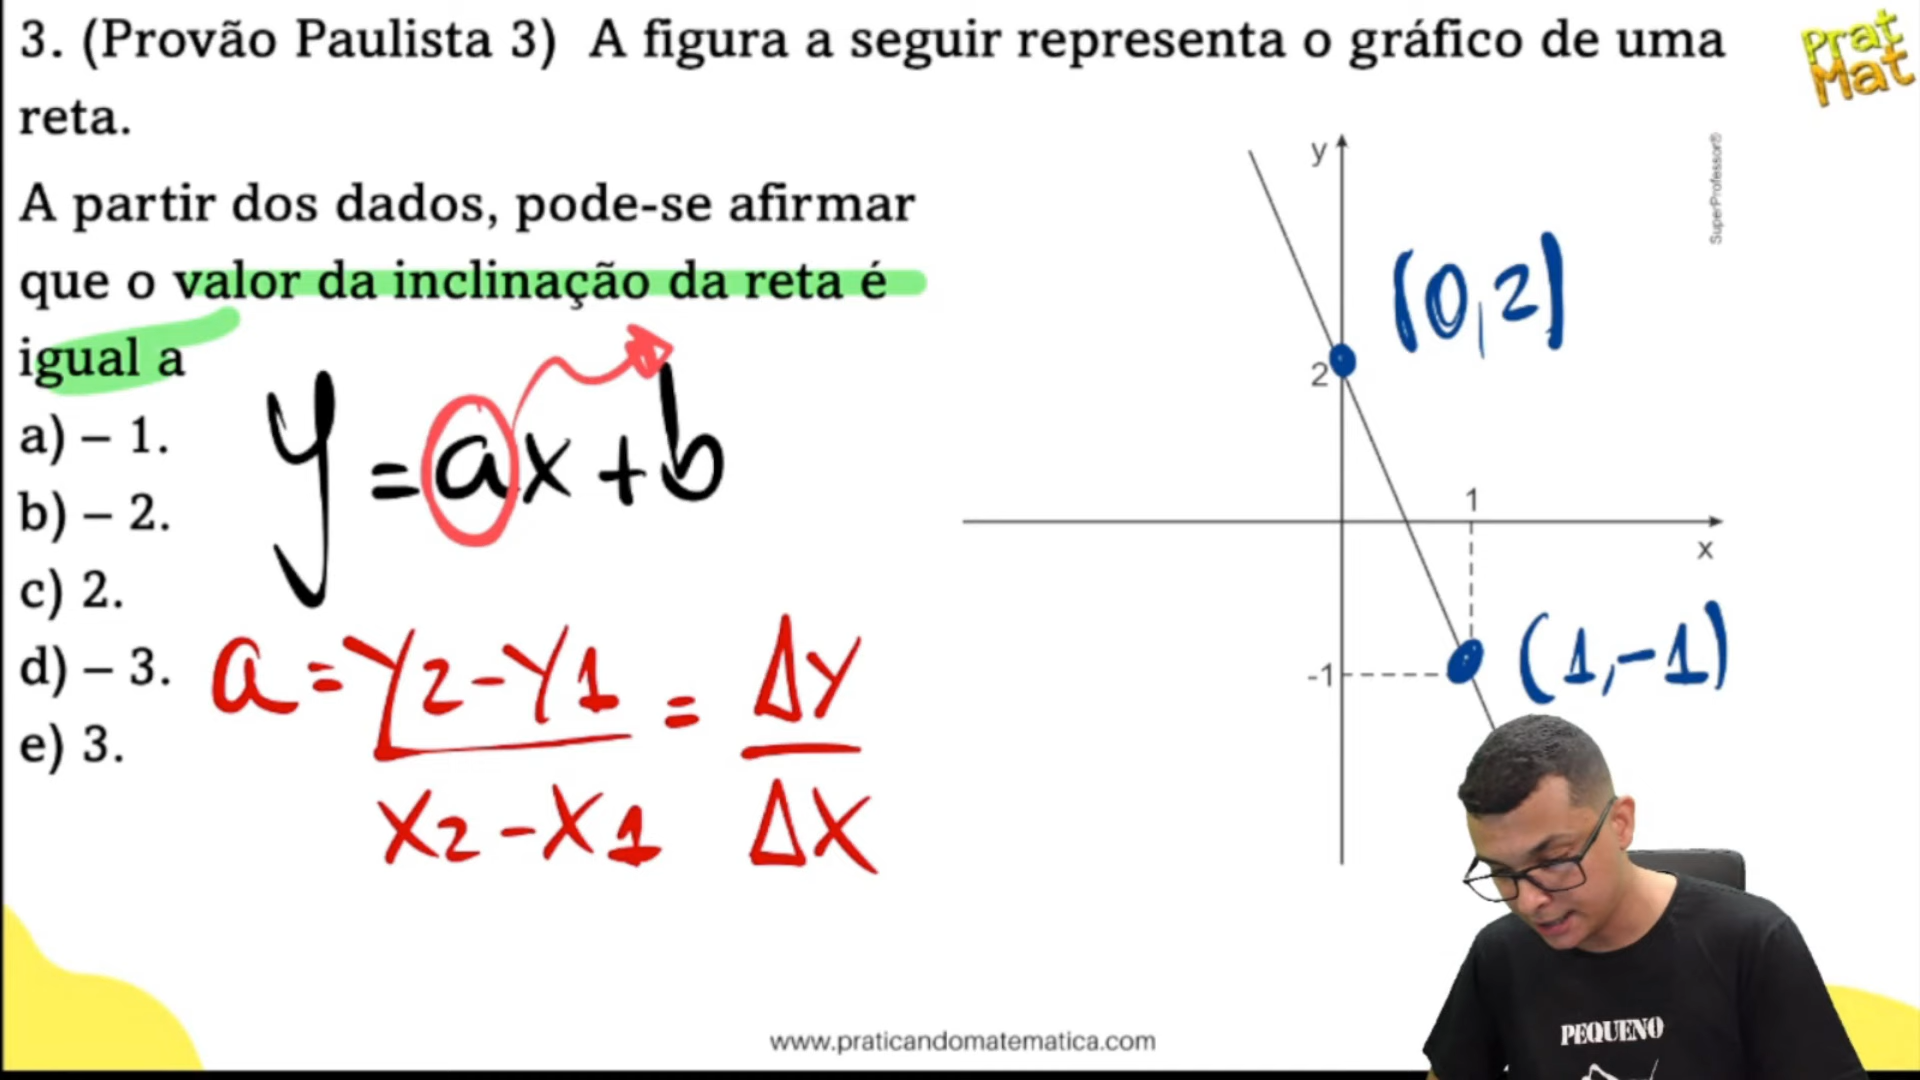 3. (Provão Paulista 3) A figura a seguir representa o gráfico de uma
reta.
Prat
Mat
A partir dos dados, pode-se afirmar
que o valor da inclinação da reta é
igual a
a) – 1.
b) – 2.
c) 2.
d) – 3.
e) 3.
y = ax + b
a = Y2 - Y1 = ΔY
X2 - X1 ΔX
y
SuperProfessor®
(0,2)
2
1
x
-1
(1,-1)
PEQUENO
www.praticandomatematica.com